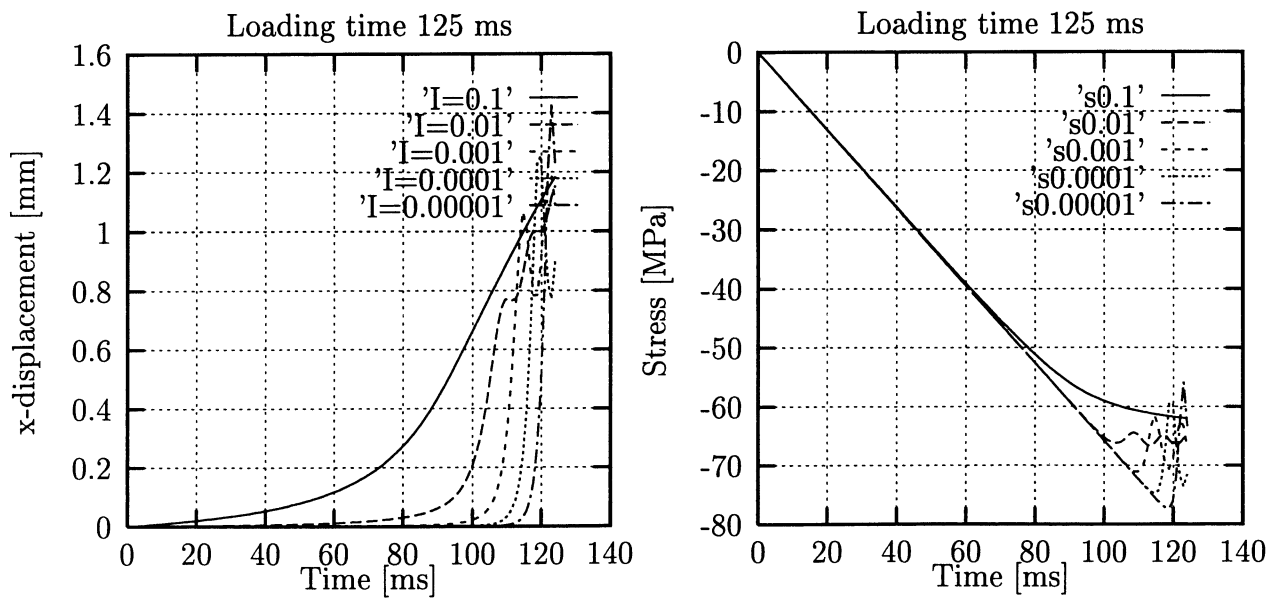 Loading time 125 ms
1.6
1.4
1.2
1
0.8
0.6
0.4
0.2
0
x-displacement [mm]
'I=0.1'
'I=0.01'
'I=0.001'
'I=0.0001'
'I=0.00001'
0 20 40 60 80 100 120 140
Time [ms]
Loading time 125 ms
0
-10
-20
-30
-40
-50
-60
-70
-80
Stress [MPa]
's0.1'
's0.01'
's0.001'
's0.0001'
's0.00001'
0 20 40 60 80 100 120 140
Time [ms]